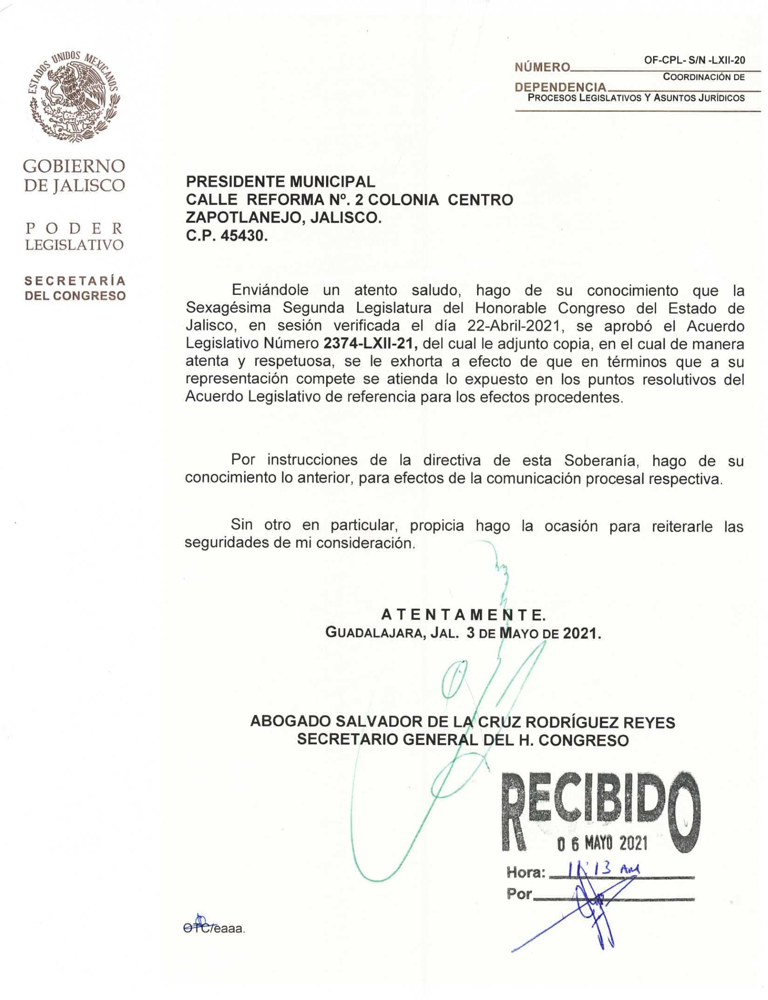 ESTADOS UNIDOS MEXICANOS
GOBIERNO
DE JALISCO
PODER
LEGISLATIVO
SECRETARÍA
DEL CONGRESO
NÚMERO OF-CPL- S/N -LXII-20
COORDINACIÓN DE
DEPENDENCIA
PROCESOS LEGISLATIVOS Y ASUNTOS JURÍDICOS
PRESIDENTE MUNICIPAL
CALLE REFORMA Nº. 2 COLONIA CENTRO
ZAPOTLANEJO, JALISCO.
C.P. 45430.
Enviándole un atento saludo, hago de su conocimiento que la
Sexagésima Segunda Legislatura del Honorable Congreso del Estado de
Jalisco, en sesión verificada el día 22-Abril-2021, se aprobó el Acuerdo
Legislativo Número 2374-LXII-21, del cual le adjunto copia, en el cual de manera
atenta y respetuosa, se le exhorta a efecto de que en términos que a su
representación compete se atienda lo expuesto en los puntos resolutivos del
Acuerdo Legislativo de referencia para los efectos procedentes.
Por instrucciones de la directiva de esta Soberanía, hago de su
conocimiento lo anterior, para efectos de la comunicación procesal respectiva.
Sin otro en particular, propicia hago la ocasión para reiterarle las
seguridades de mi consideración.
ATENTAMENTE.
GUADALAJARA, JAL. 3 DE MAYO DE 2021.
ABOGADO SALVADOR DE LA CRUZ RODRÍGUEZ REYES
SECRETARIO GENERAL DEL H. CONGRESO
RECIBIDO
06 MAYO 2021
Hora: 11:13 AM
Por
OTC/eaaa.